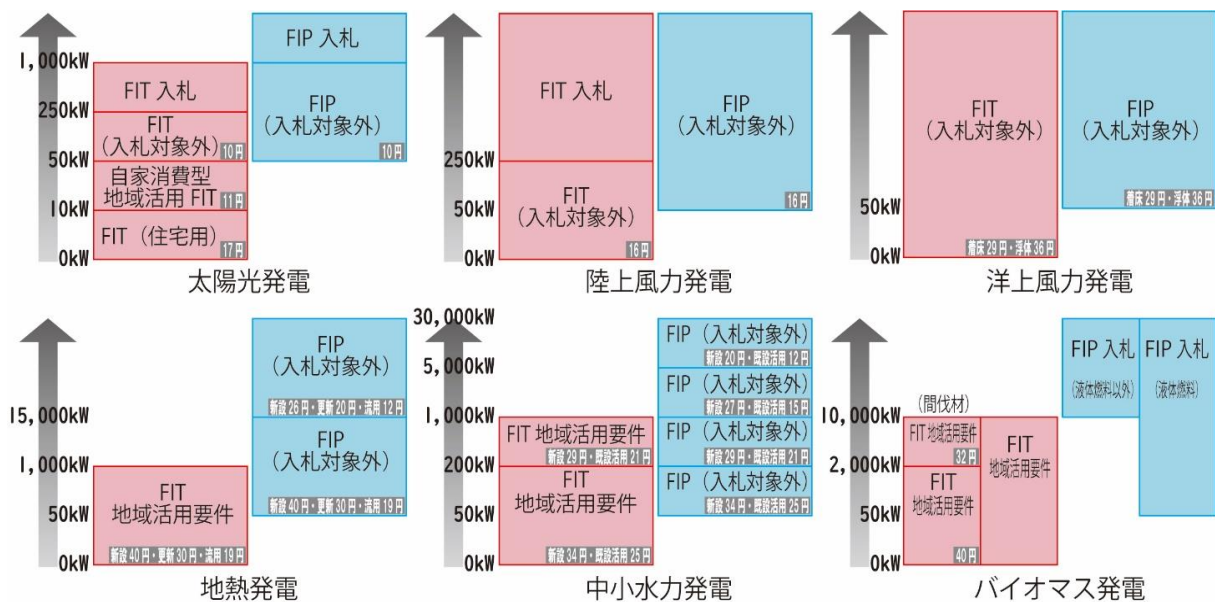 1,000kW
250kW
50kW
10kW
0kW
FIT 入札
FIT
(入札対象外)
10円
自家消費型
地域活用 FIT
11円
FIT（住宅用）
17円
FIP 入札
FIP
(入札対象外)
10円
太陽光発電
250kW
50kW
0kW
FIT 入札
FIT
(入札対象外)
16円
FIP
(入札対象外)
16円
陸上風力発電
50kW
0kW
FIT
(入札対象外)
着床29円・浮体36円
FIP
(入札対象外)
着床29円・浮体36円
洋上風力発電
15,000kW
1,000kW
50kW
0kW
FIT
地域活用要件
新設40円・更新30円・流用19円
FIP
(入札対象外)
新設26円・更新20円・流用12円
FIP
(入札対象外)
新設40円・更新30円・流用19円
地熱発電
30,000kW
5,000kW
1,000kW
200kW
50kW
0kW
FIT 地域活用要件
新設29円・既設活用21円
FIT
地域活用要件
新設34円・既設活用25円
FIP（入札対象外）
新設20円・既設活用12円
FIP（入札対象外）
新設27円・既設活用15円
FIP（入札対象外）
新設29円・既設活用21円
FIP（入札対象外）
新設34円・既設活用25円
中小水力発電
10,000kW
2,000kW
50kW
0kW
(間伐材)
FIT 地域活用要件
32円
FIT
地域活用要件
40円
FIT
地域活用要件
FIP 入札
(液体燃料以外)
FIP 入札
(液体燃料)
バイオマス発電